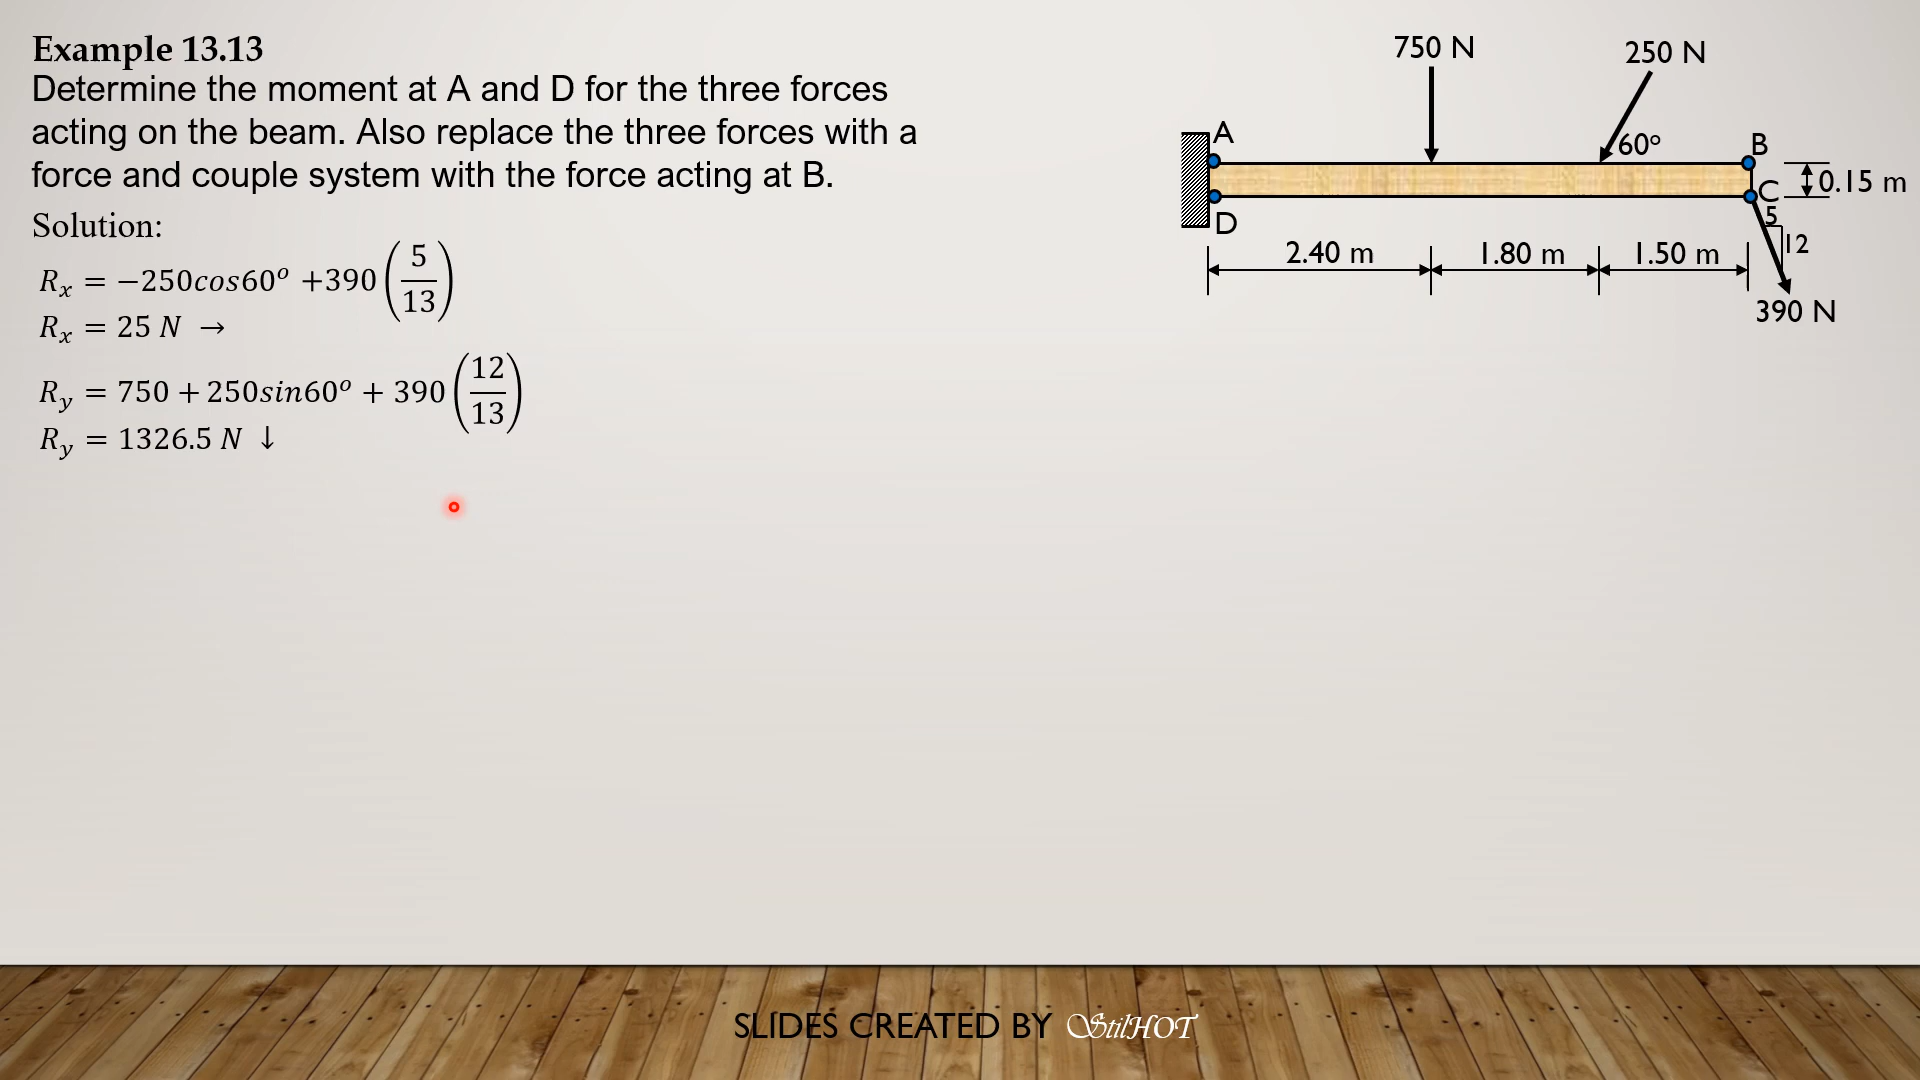 Example 13.13
Determine the moment at A and D for the three forces
acting on the beam. Also replace the three forces with a
force and couple system with the force acting at B.
Solution:
R_x = −250cos60° +390(5/13)
R_x = 25 N →
R_y = 750 + 250sin60° + 390(12/13)
R_y = 1326.5 N ↓
750 N
250 N
A
60°
B
C
0.15 m
D
5
12
2.40 m
1.80 m
1.50 m
390 N
SLIDES CREATED BY StilHOT